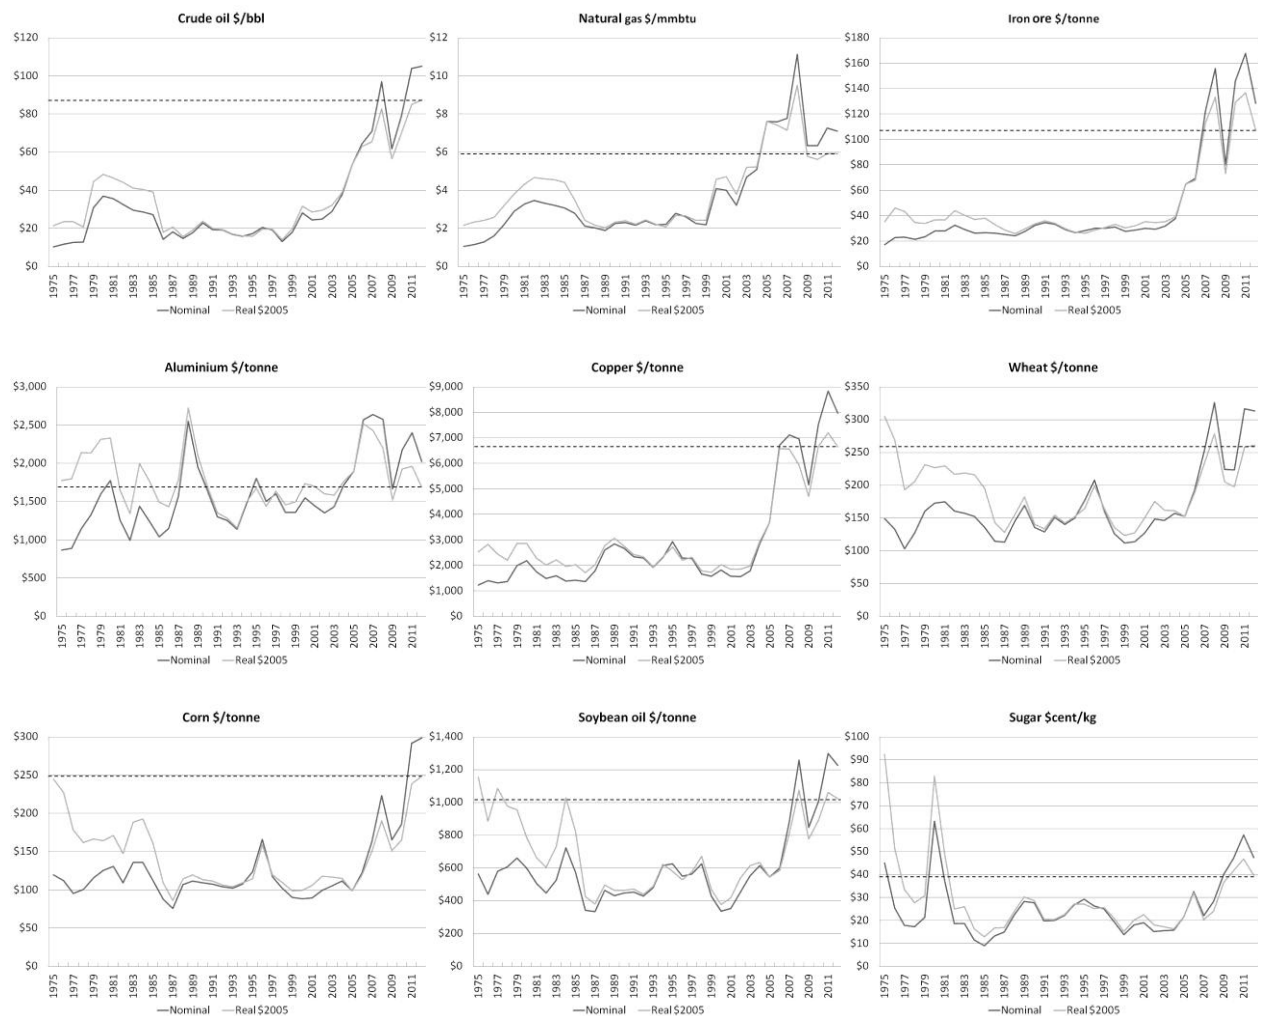 Crude oil $/bbl
$120
$100
$80
$60
$40
$20
$0
1975 1977 1979 1981 1983 1985 1987 1989 1991 1993 1995 1997 1999 2001 2003 2005 2007 2009 2011
Nominal Real $2005
Natural gas $/mmbtu
$12
$10
$8
$6
$4
$2
$0
1975 1977 1979 1981 1983 1985 1987 1989 1991 1993 1995 1997 1999 2001 2003 2005 2007 2009 2011
Nominal Real $2005
Iron ore $/tonne
$180
$160
$140
$120
$100
$80
$60
$40
$20
$0
1975 1977 1979 1981 1983 1985 1987 1989 1991 1993 1995 1997 1999 2001 2003 2005 2007 2009 2011
Nominal Real $2005
Aluminium $/tonne
$3,000
$2,500
$2,000
$1,500
$1,000
$500
$0
1975 1977 1979 1981 1983 1985 1987 1989 1991 1993 1995 1997 1999 2001 2003 2005 2007 2009 2011
Nominal Real $2005
Copper $/tonne
$9,000
$8,000
$7,000
$6,000
$5,000
$4,000
$3,000
$2,000
$1,000
$0
1975 1977 1979 1981 1983 1985 1987 1989 1991 1993 1995 1997 1999 2001 2003 2005 2007 2009 2011
Nominal Real $2005
Wheat $/tonne
$350
$300
$250
$200
$150
$100
$50
$0
1975 1977 1979 1981 1983 1985 1987 1989 1991 1993 1995 1997 1999 2001 2003 2005 2007 2009 2011
Nominal Real $2005
Corn $/tonne
$300
$250
$200
$150
$100
$50
$0
1975 1977 1979 1981 1983 1985 1987 1989 1991 1993 1995 1997 1999 2001 2003 2005 2007 2009 2011
Nominal Real $2005
Soybean oil $/tonne
$1,400
$1,200
$1,000
$800
$600
$400
$200
$0
1975 1977 1979 1981 1983 1985 1987 1989 1991 1993 1995 1997 1999 2001 2003 2005 2007 2009 2011
Nominal Real $2005
Sugar $cent/kg
$100
$90
$80
$70
$60
$50
$40
$30
$20
$10
$0
1975 1977 1979 1981 1983 1985 1987 1989 1991 1993 1995 1997 1999 2001 2003 2005 2007 2009 2011
Nominal Real $2005